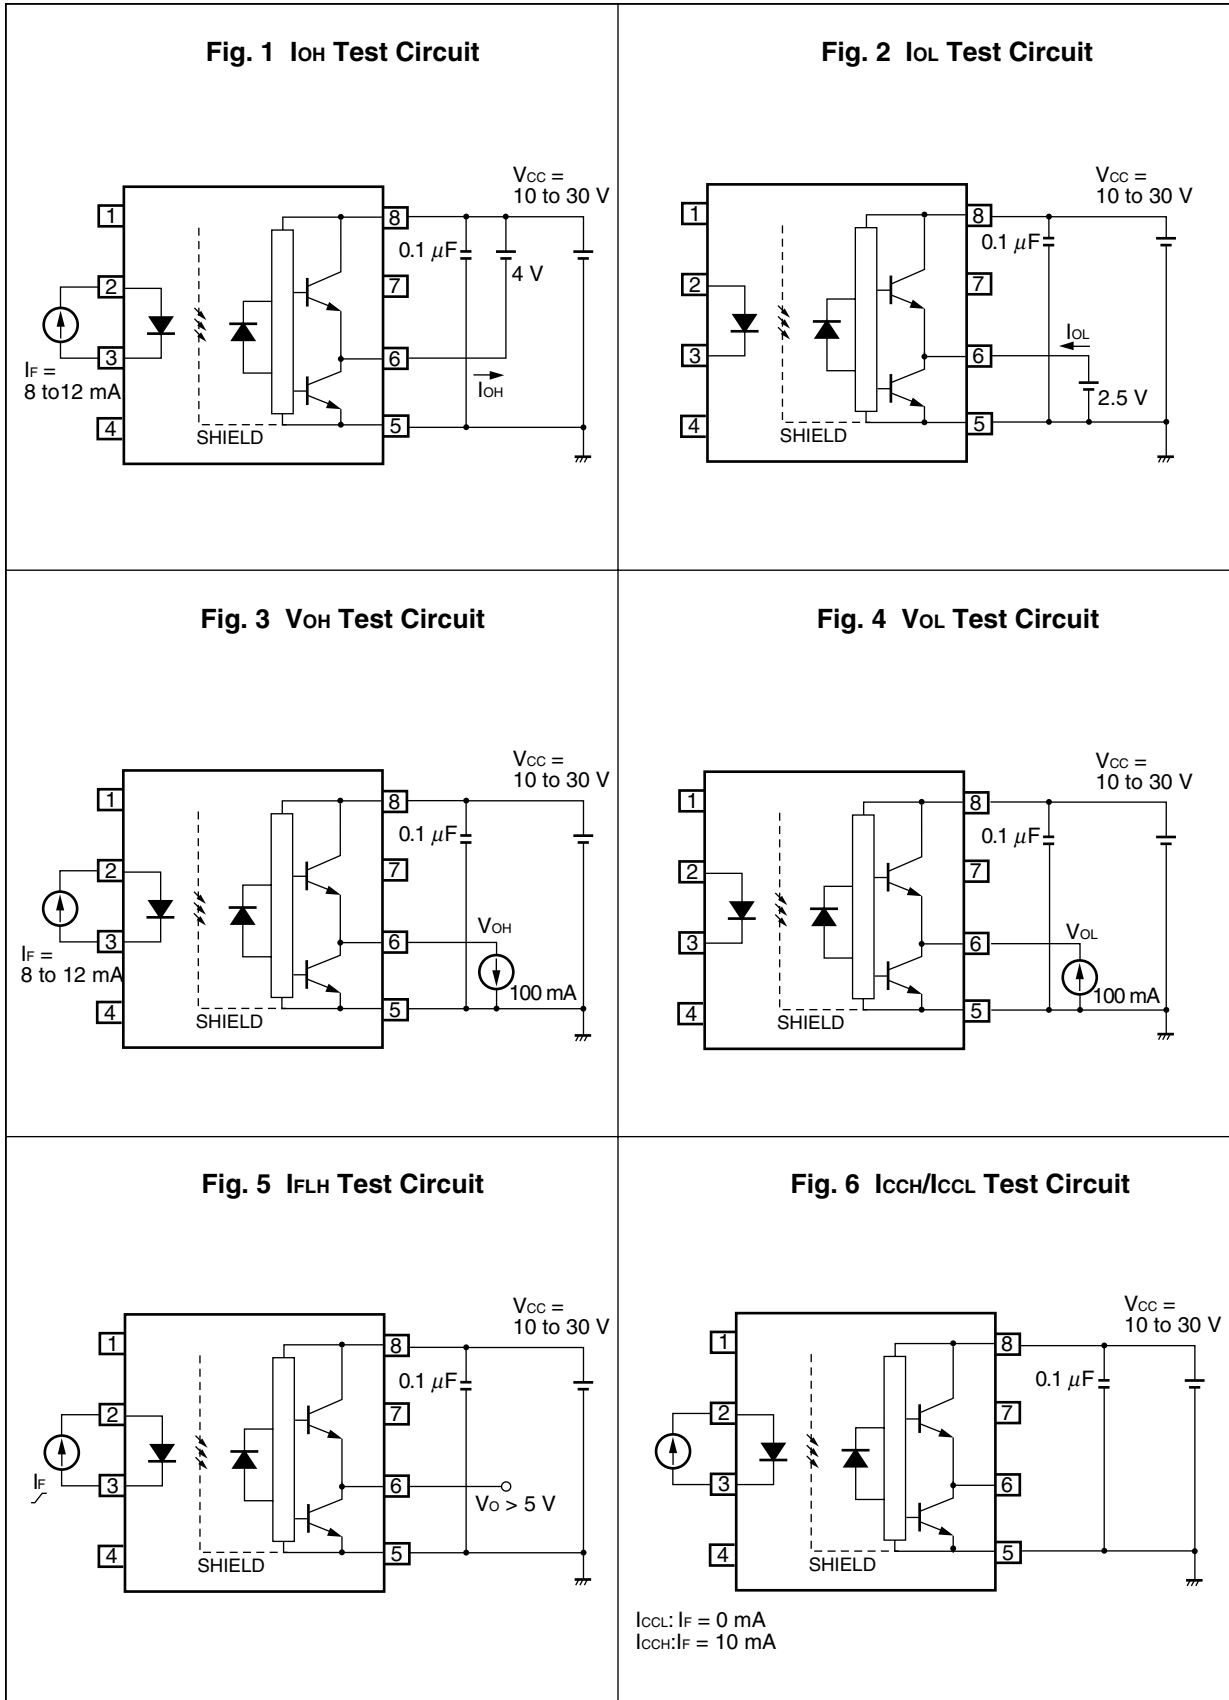 Fig. 1 IOH Test Circuit
VCC =
10 to 30 V
1
8
0.1 μF
4 V
2
7
3
6
IF =
8 to12 mA
IOH
4
5
SHIELD
Fig. 2 IOL Test Circuit
VCC =
10 to 30 V
1
8
0.1 μF
2
7
IOL
3
6
2.5 V
4
5
SHIELD
Fig. 3 VOH Test Circuit
VCC =
10 to 30 V
1
8
0.1 μF
2
7
VOH
3
6
IF =
8 to 12 mA
100 mA
4
5
SHIELD
Fig. 4 VOL Test Circuit
VCC =
10 to 30 V
1
8
0.1 μF
2
7
VOL
3
6
100 mA
4
5
SHIELD
Fig. 5 IFLH Test Circuit
VCC =
10 to 30 V
1
8
0.1 μF
2
7
3
6
IF
VO > 5 V
4
5
SHIELD
Fig. 6 ICCH/ICCL Test Circuit
VCC =
10 to 30 V
1
8
0.1 μF
2
7
3
6
4
5
SHIELD
ICCL: IF = 0 mA
ICCH:IF = 10 mA